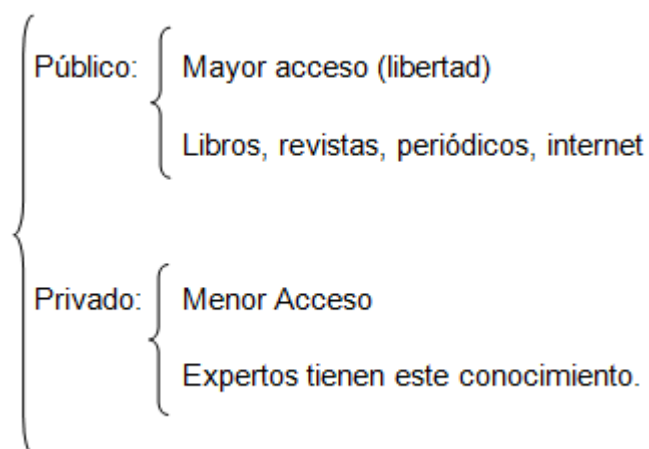 Público:
Mayor acceso (libertad)
Libros, revistas, periódicos, internet
Privado:
Menor Acceso
Expertos tienen este conocimiento.